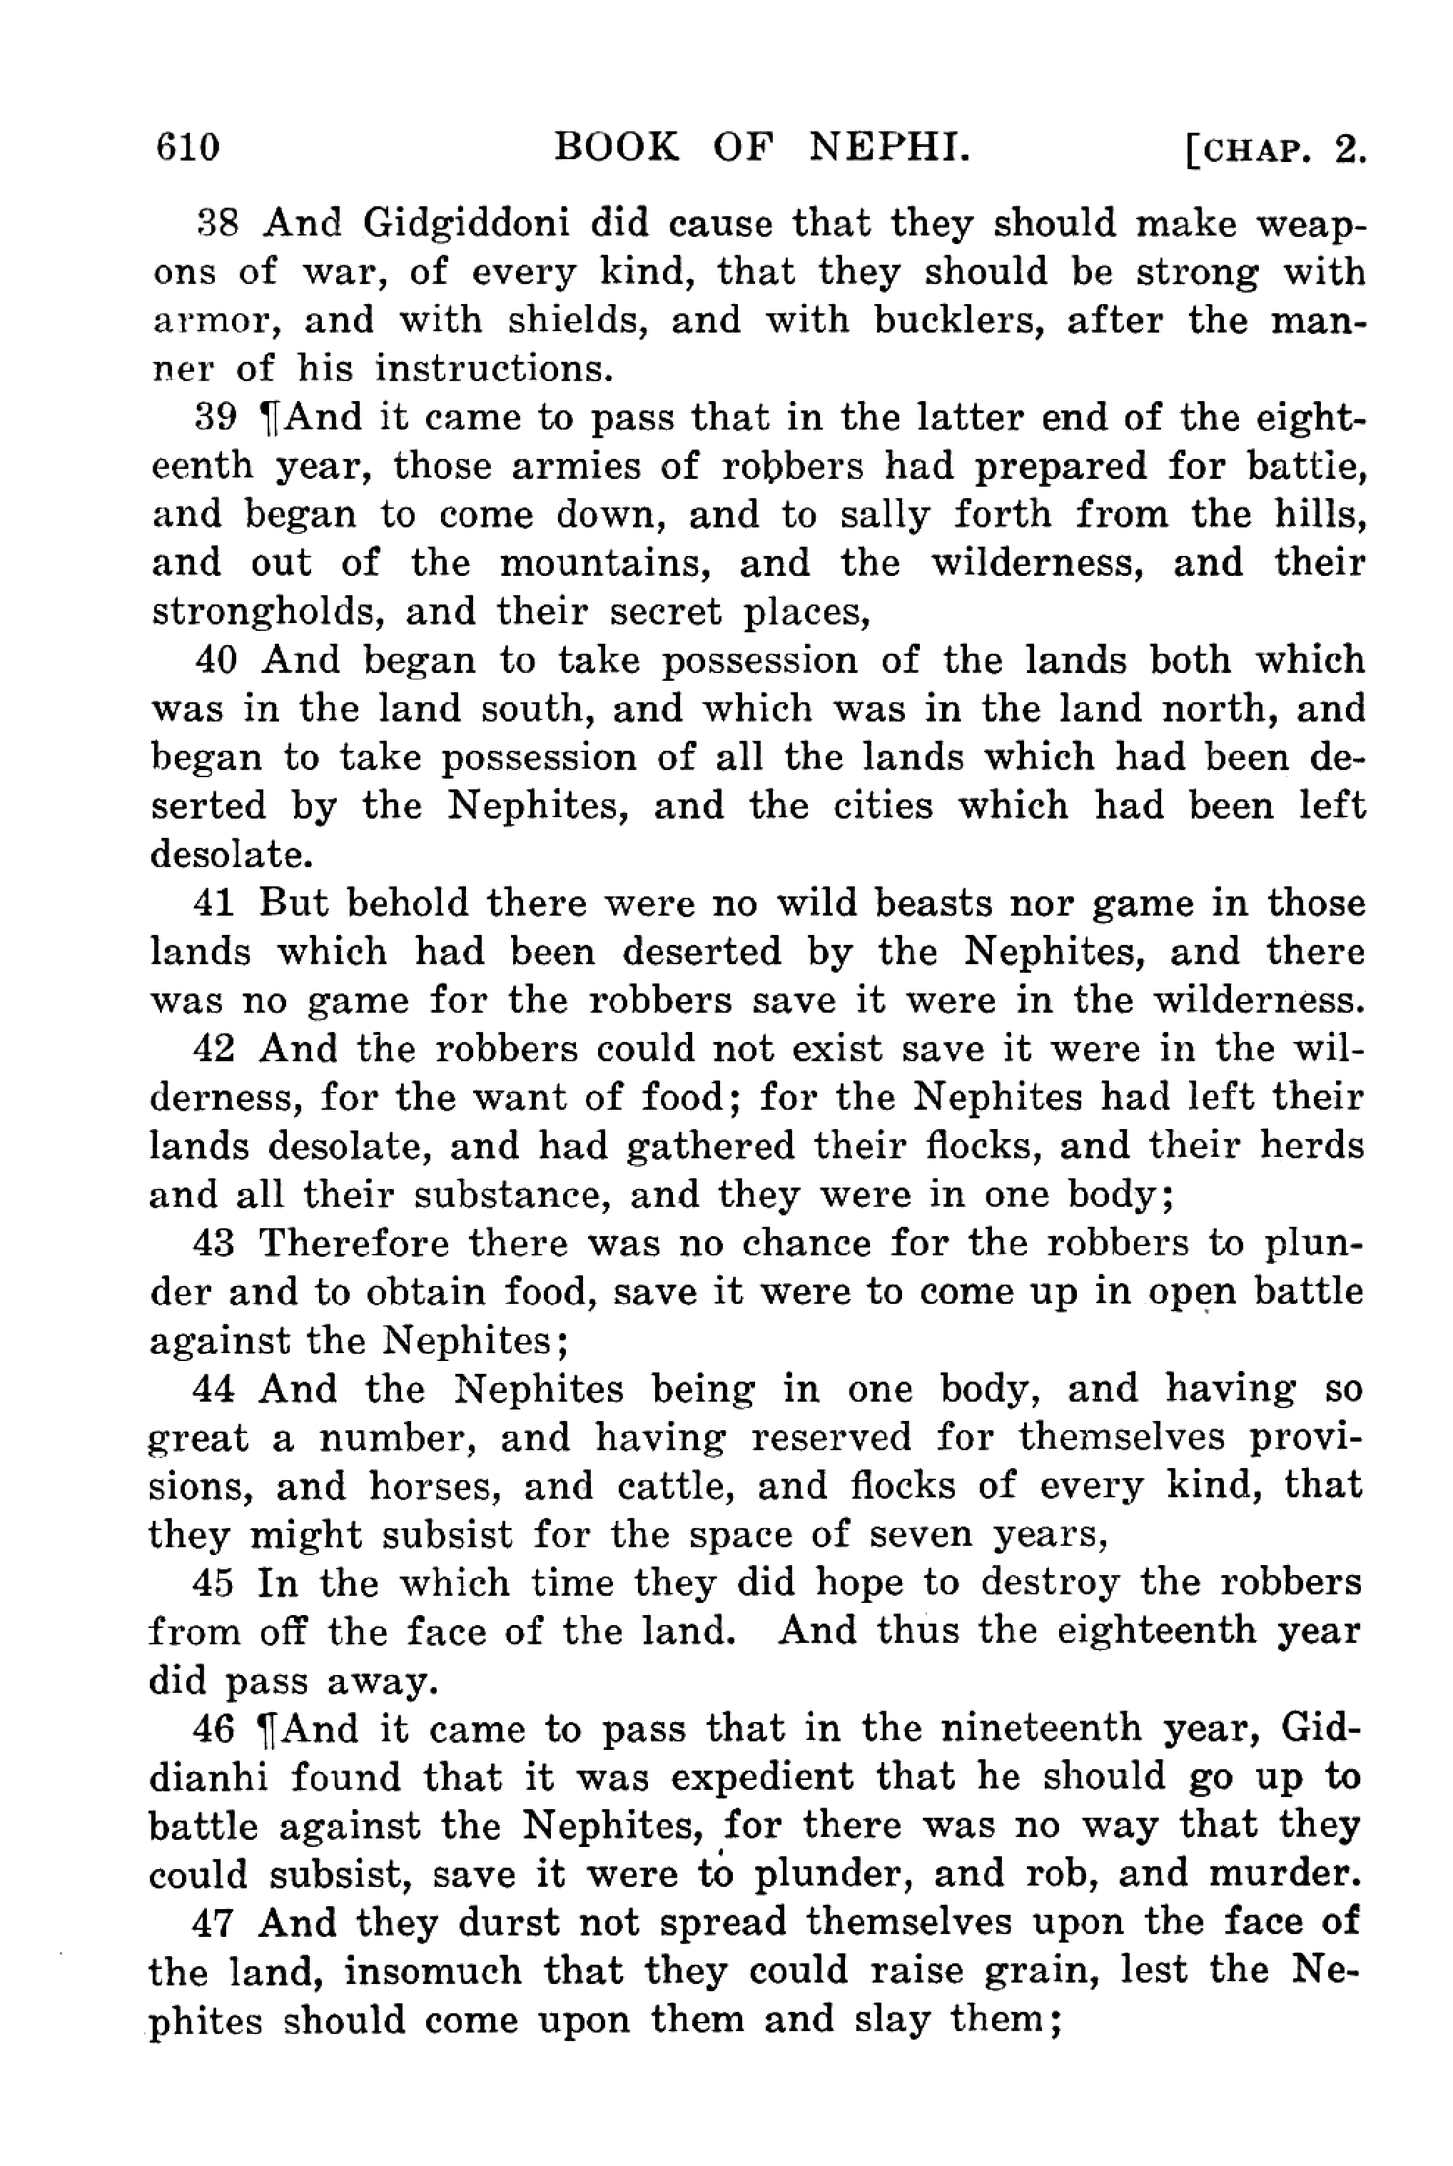 610 BOOK OF NEPHI. [CHAP. 2.
38 And Gidgiddoni did cause that they should make weap-
ons of war, of every kind, that they should be strong with
armor, and with shields, and with bucklers, after the man-
ner of his instructions.
39 ¶And it came to pass that in the latter end of the eight-
eenth year, those armies of robbers had prepared for battle,
and began to come down, and to sally forth from the hills,
and out of the mountains, and the wilderness, and their
strongholds, and their secret places,
40 And began to take possession of the lands both which
was in the land south, and which was in the land north, and
began to take possession of all the lands which had been de-
serted by the Nephites, and the cities which had been left
desolate.
41 But behold there were no wild beasts nor game in those
lands which had been deserted by the Nephites, and there
was no game for the robbers save it were in the wilderness.
42 And the robbers could not exist save it were in the wil-
derness, for the want of food; for the Nephites had left their
lands desolate, and had gathered their flocks, and their herds
and all their substance, and they were in one body;
43 Therefore there was no chance for the robbers to plun-
der and to obtain food, save it were to come up in open battle
against the Nephites;
44 And the Nephites being in one body, and having so
great a number, and having reserved for themselves provi-
sions, and horses, and cattle, and flocks of every kind, that
they might subsist for the space of seven years,
45 In the which time they did hope to destroy the robbers
from off the face of the land. And thus the eighteenth year
did pass away.
46 ¶And it came to pass that in the nineteenth year, Gid-
dianhi found that it was expedient that he should go up to
battle against the Nephites, for there was no way that they
could subsist, save it were to plunder, and rob, and murder.
47 And they durst not spread themselves upon the face of
the land, insomuch that they could raise grain, lest the Ne-
phites should come upon them and slay them;